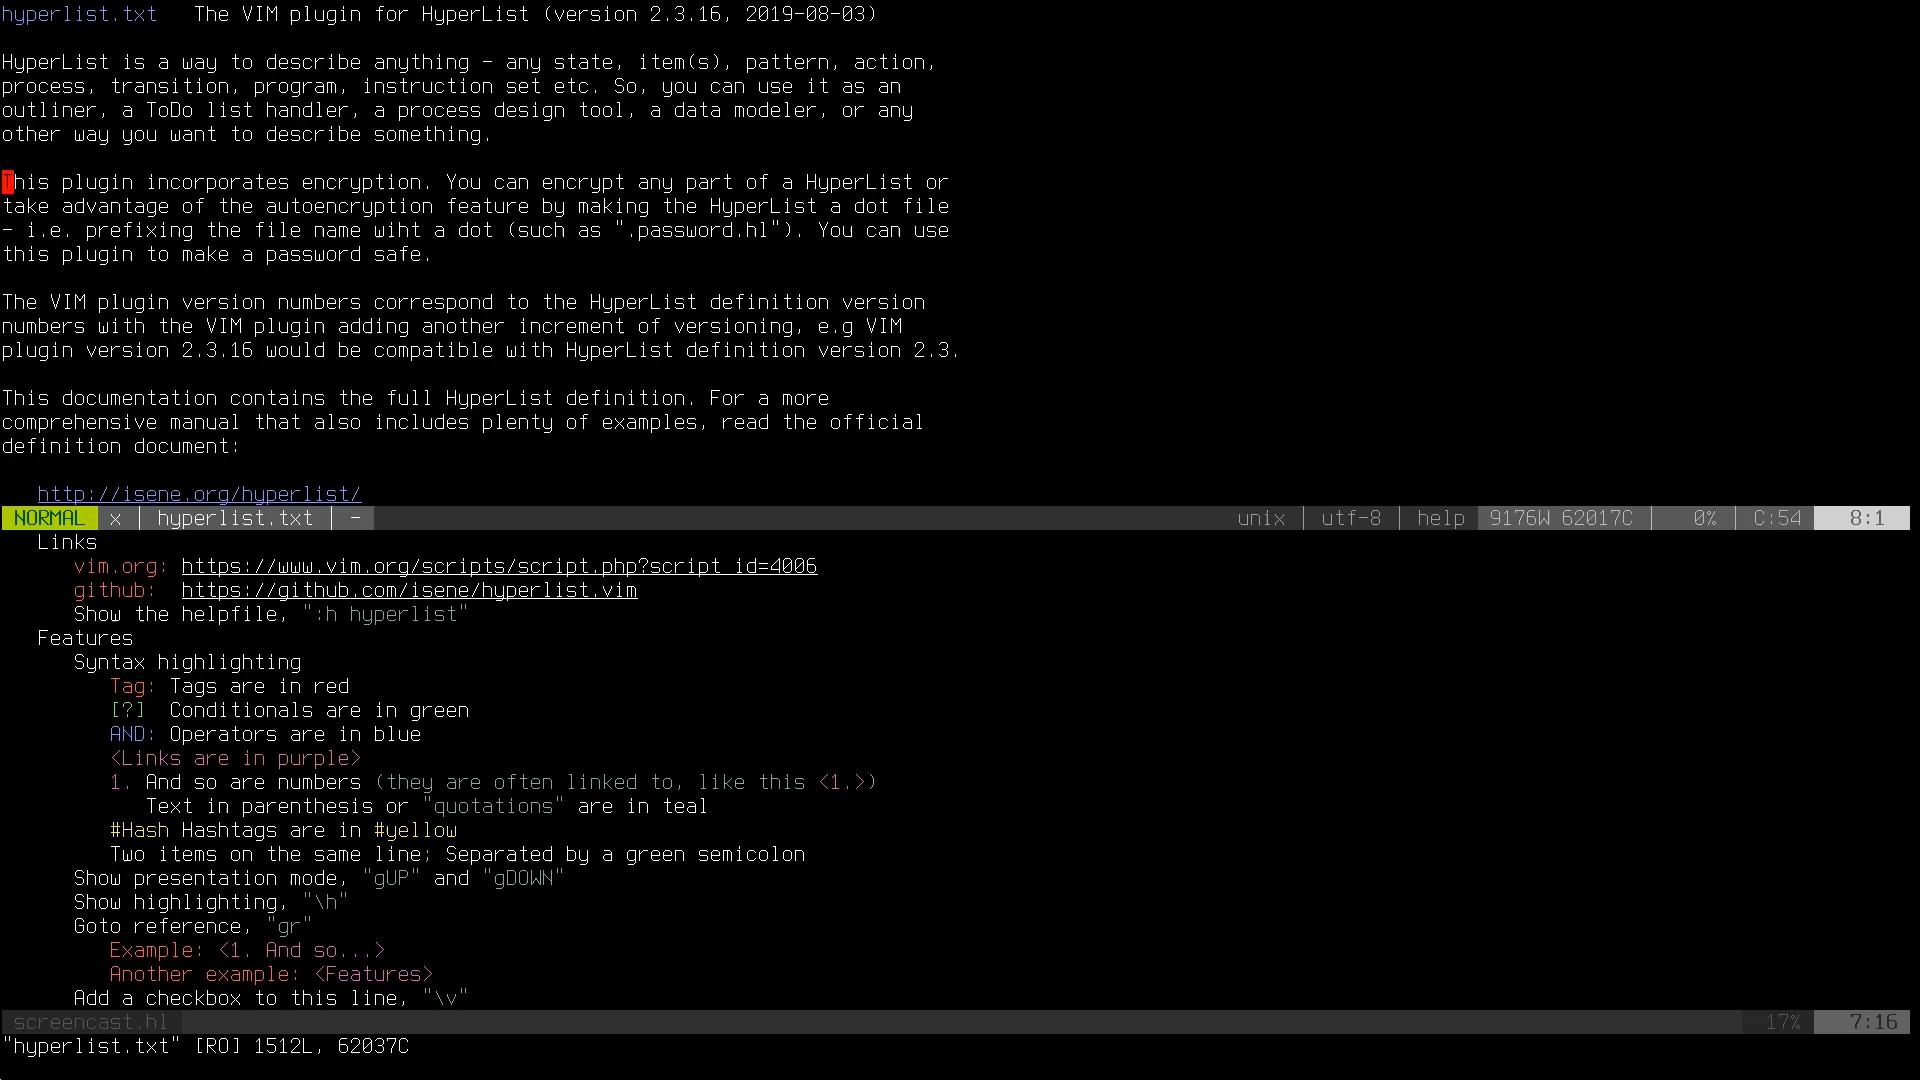 hyperlist.txt   The VIM plugin for HyperList (version 2.3.16, 2019-08-03)
HyperList is a way to describe anything - any state, item(s), pattern, action,
process, transition, program, instruction set etc. So, you can use it as an
outliner, a ToDo list handler, a process design tool, a data modeler, or any
other way you want to describe something.
This plugin incorporates encryption. You can encrypt any part of a HyperList or
take advantage of the autoencryption feature by making the HyperList a dot file
- i.e. prefixing the file name wiht a dot (such as ".password.hl"). You can use
this plugin to make a password safe.
The VIM plugin version numbers correspond to the HyperList definition version
numbers with the VIM plugin adding another increment of versioning, e.g VIM
plugin version 2.3.16 would be compatible with HyperList definition version 2.3.
This documentation contains the full HyperList definition. For a more
comprehensive manual that also includes plenty of examples, read the official
definition document:
http://isene.org/hyperlist/
NORMAL x | hyperlist.txt | - unix | utf-8 | help 9176W 62017C | 0% | C:54 8:1
Links
vim.org: https://www.vim.org/scripts/script.php?script_id=4006
github: https://github.com/isene/hyperlist.vim
Show the helpfile, ":h hyperlist"
Features
Syntax highlighting
Tag: Tags are in red
[?] Conditionals are in green
AND: Operators are in blue
<Links are in purple>
1. And so are numbers (they are often linked to, like this <1.>)
Text in parenthesis or "quotations" are in teal
#Hash Hashtags are in #yellow
Two items on the same line; Separated by a green semicolon
Show presentation mode, "gUP" and "gDOWN"
Show highlighting, "\h"
Goto reference, "gr"
Example: <1. And so...>
Another example: <Features>
Add a checkbox to this line, "\v"
screencast.hl 17% 7:16
"hyperlist.txt" [RO] 1512L, 62037C